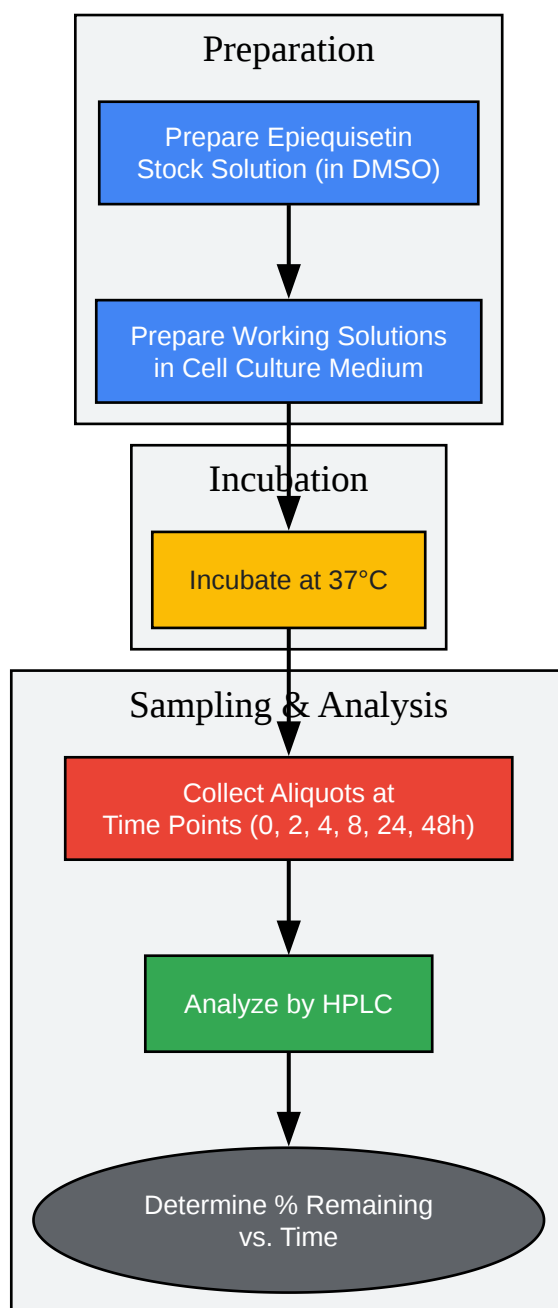 Preparation
Prepare Epiequisetin
Stock Solution (in DMSO)
Prepare Working Solutions
in Cell Culture Medium
Incubation
Incubate at 37°C
Sampling & Analysis
Collect Aliquots at
Time Points (0, 2, 4, 8, 24, 48h)
Analyze by HPLC
Determine % Remaining
vs. Time